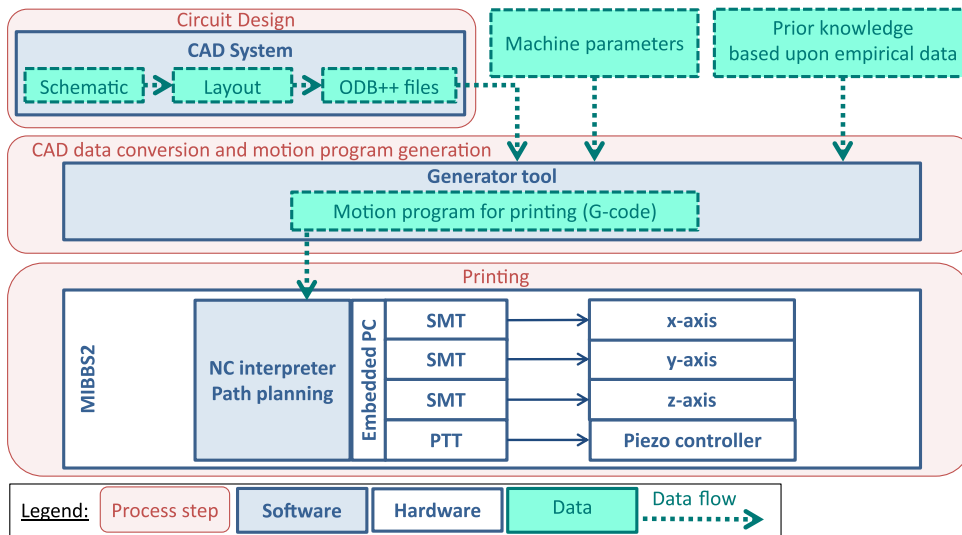 Circuit Design
CAD System
Schematic
Layout
ODB++ files
Machine parameters
Prior knowledge
based upon empirical data
CAD data conversion and motion program generation
Generator tool
Motion program for printing (G-code)
Printing
MIBBS2
NC interpreter
Path planning
Embedded PC
SMT
x-axis
SMT
y-axis
SMT
z-axis
PTT
Piezo controller
Legend:
Process step
Software
Hardware
Data
Data flow